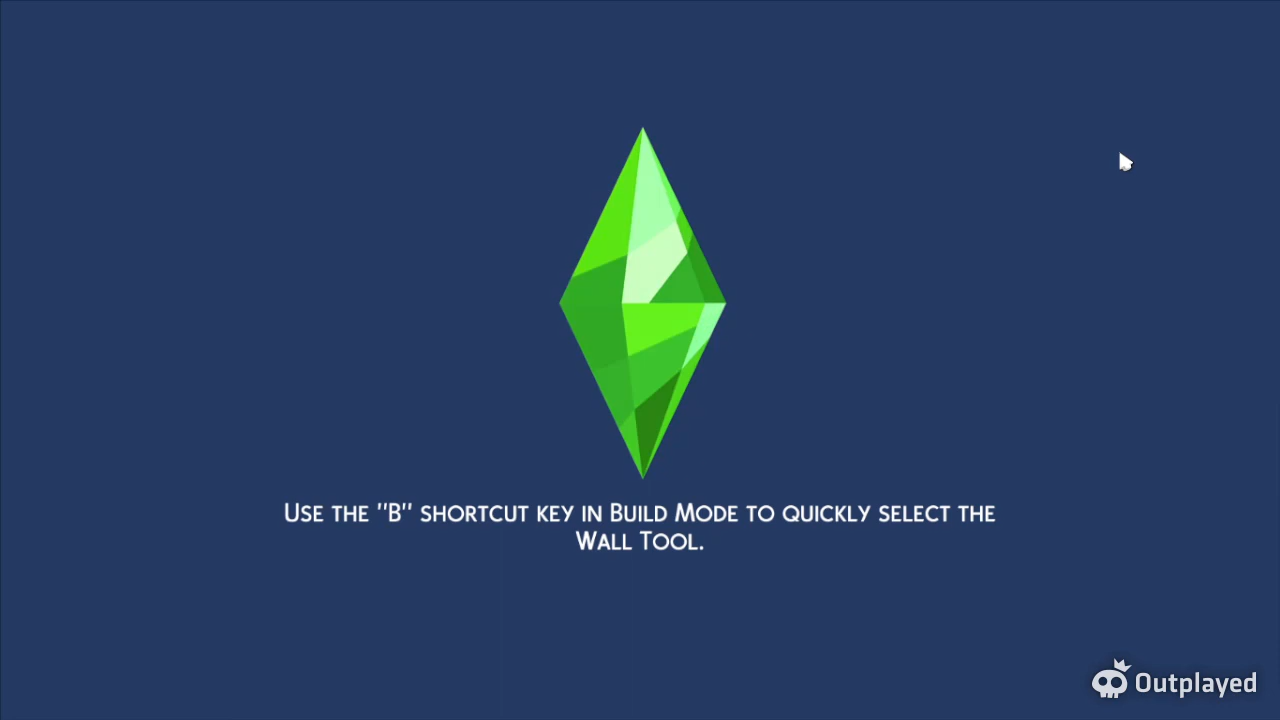 Use the "B" shortcut key in Build Mode to quickly select the
Wall Tool.
Outplayed